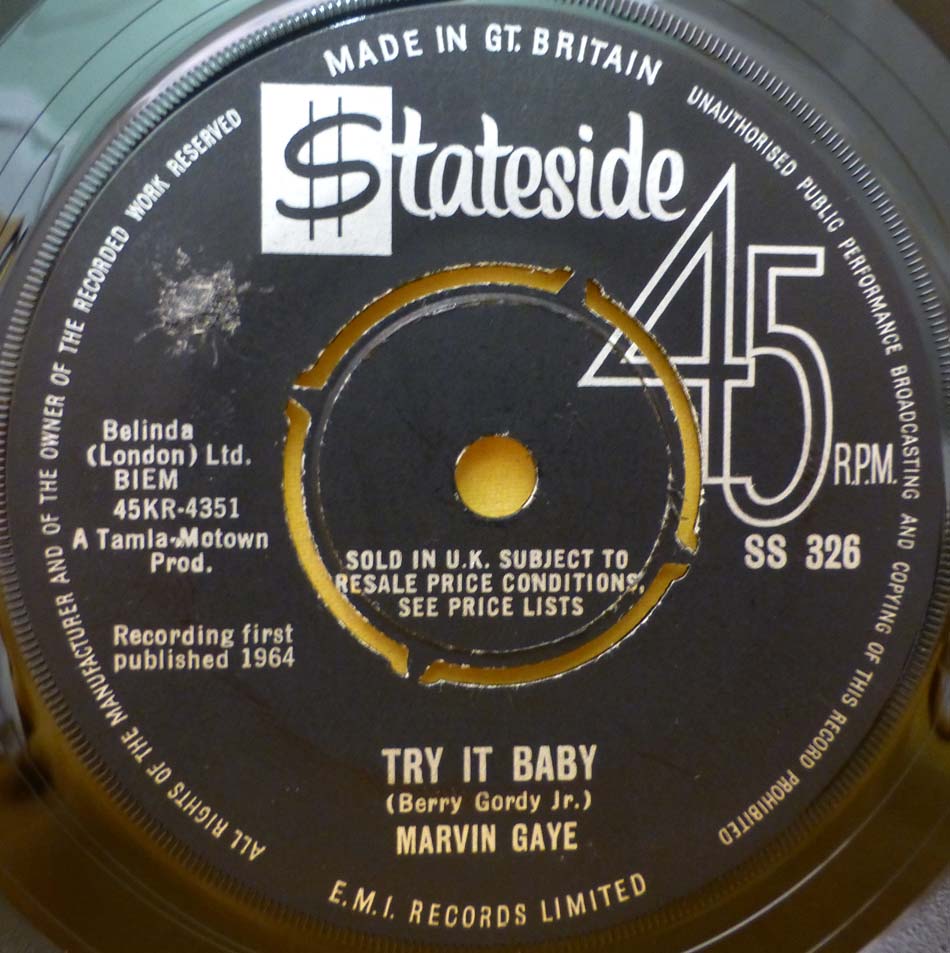 MADE IN GT. BRITAIN
$tateside
45
R.P.M.
SS 326
Belinda
(London) Ltd.
BIEM
45KR-4351
A Tamla-Motown
Prod.
Recording first
published 1964
SOLD IN U.K. SUBJECT TO
RESALE PRICE CONDITIONS,
SEE PRICE LISTS
TRY IT BABY
(Berry Gordy Jr.)
MARVIN GAYE
E.M.I. RECORDS LIMITED
ALL RIGHTS OF THE MANUFACTURER AND OF THE OWNER OF THE RECORDED WORK RESERVED
UNAUTHORISED PUBLIC PERFORMANCE BROADCASTING AND COPYING OF THIS RECORD PROHIBITED